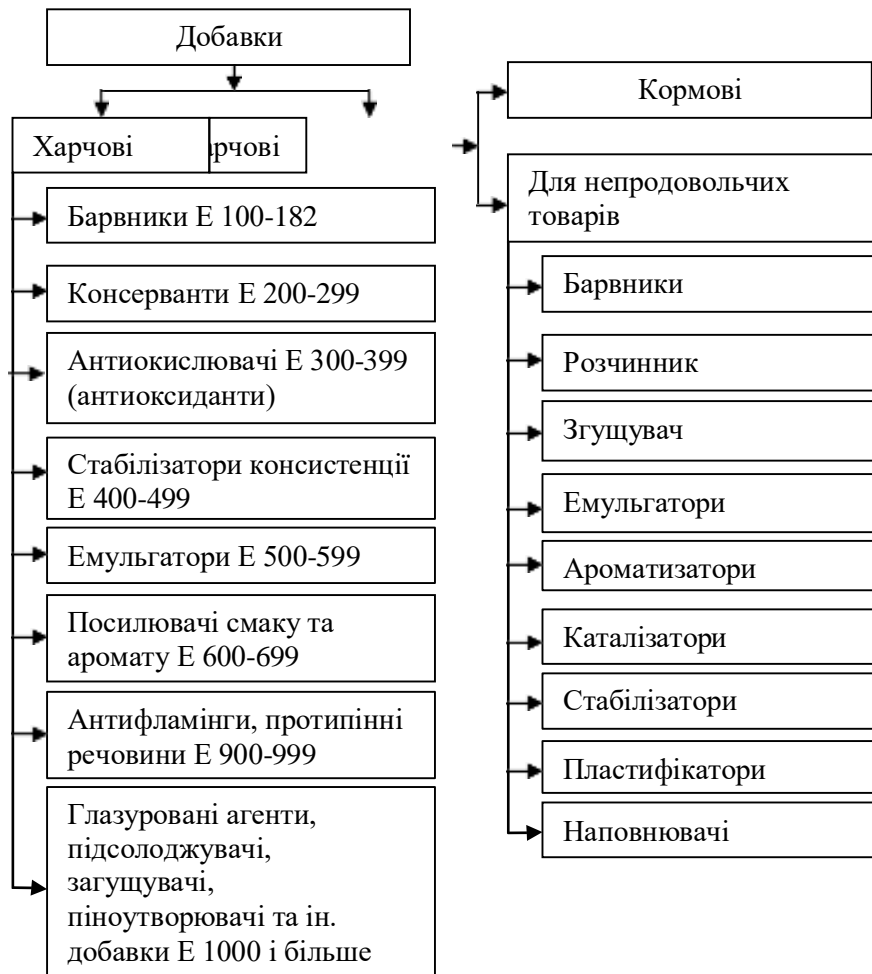 Добавки
Харчові
рчові
Барвники Е 100-182
Консерванти Е 200-299
Антиокислювачі Е 300-399
(антиоксиданти)
Стабілізатори консистенції
Е 400-499
Емульгатори Е 500-599
Посилювачі смаку та
аромату Е 600-699
Антифламінги, протипінні
речовини Е 900-999
Глазуровані агенти,
підсолоджувачі,
загущувачі,
піноутворювачі та ін.
добавки Е 1000 і більше
Кормові
Для непродовольчих
товарів
Барвники
Розчинник
Згущувач
Емульгатори
Ароматизатори
Каталізатори
Стабілізатори
Пластифікатори
Наповнювачі